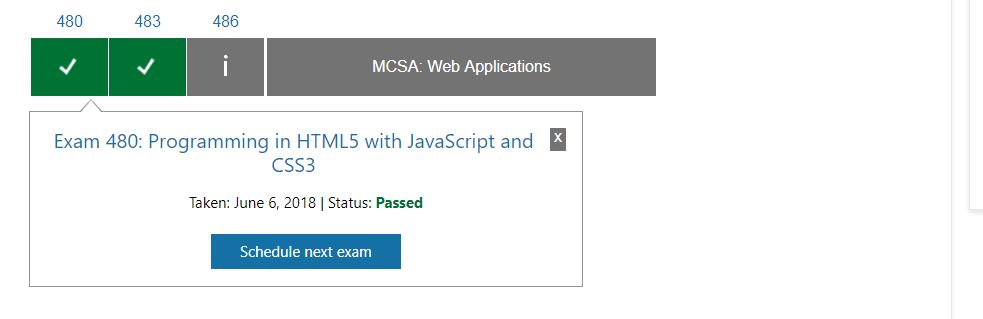 480 483 486
i MCSA: Web Applications
Exam 480: Programming in HTML5 with JavaScript and X
CSS3
Taken: June 6, 2018 | Status: Passed
Schedule next exam